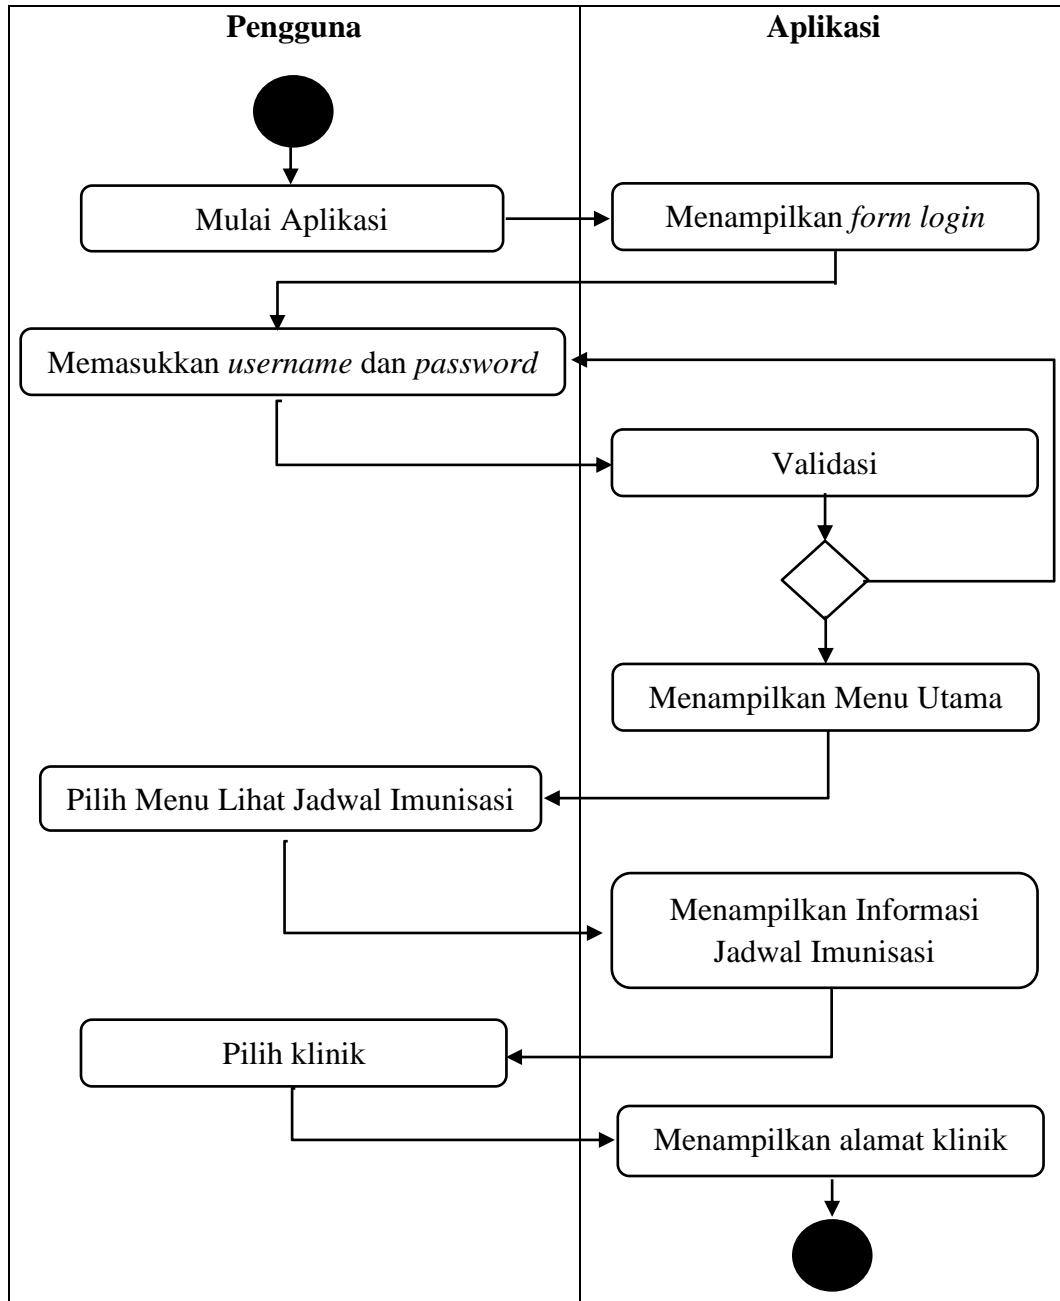 Pengguna
Aplikasi
Mulai Aplikasi
Menampilkan form login
Memasukkan username dan password
Validasi
Menampilkan Menu Utama
Pilih Menu Lihat Jadwal Imunisasi
Menampilkan Informasi
Jadwal Imunisasi
Pilih klinik
Menampilkan alamat klinik